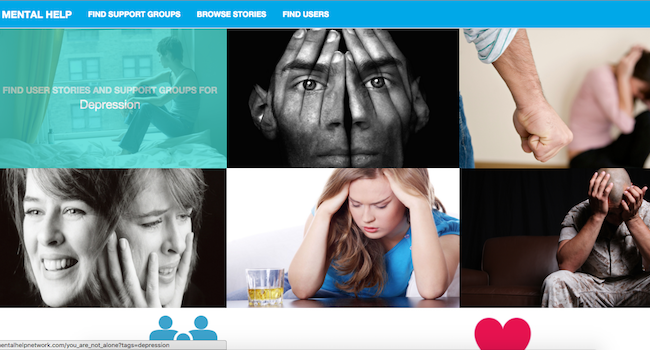 MENTAL HELP FIND SUPPORT GROUPS BROWSE STORIES FIND USERS
FIND USER STORIES AND SUPPORT GROUPS FOR
Depression
entalhelpnetwork.com/you_are_not_alone?tags=depression